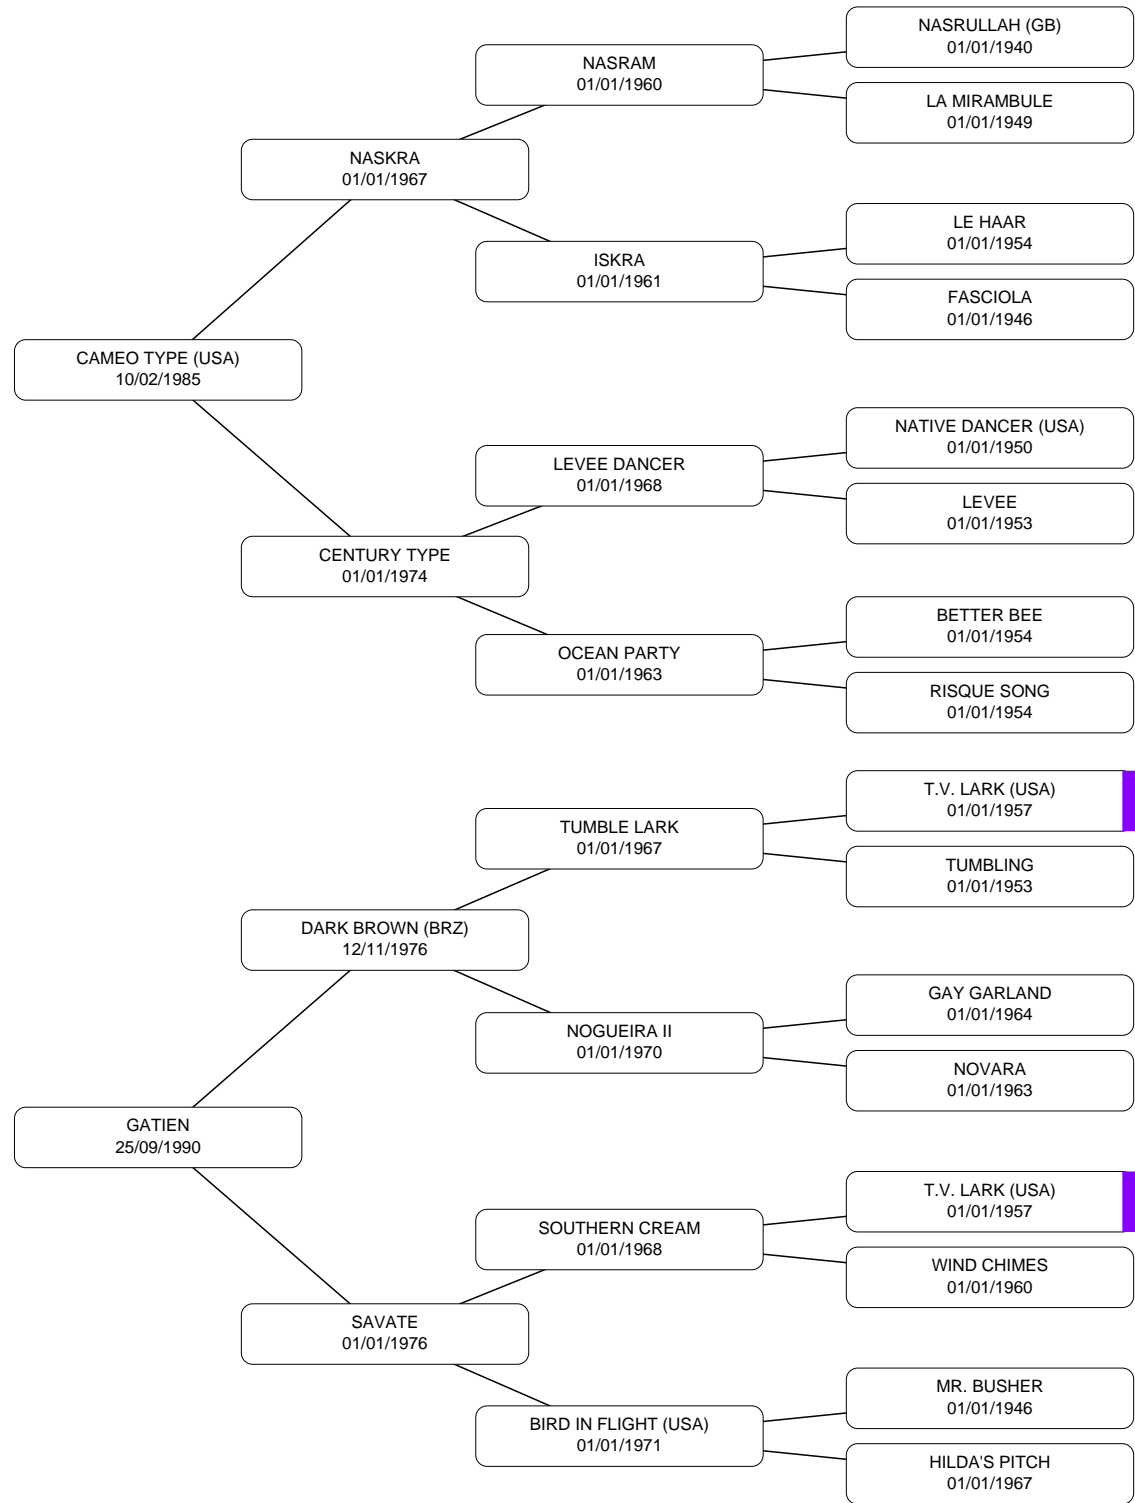 NASRULLAH (GB)
01/01/1940
NASRAM
01/01/1960
LA MIRAMBULE
01/01/1949
NASKRA
01/01/1967
LE HAAR
01/01/1954
ISKRA
01/01/1961
FASCIOLA
01/01/1946
CAMEO TYPE (USA)
10/02/1985
NATIVE DANCER (USA)
01/01/1950
LEVEE DANCER
01/01/1968
LEVEE
01/01/1953
CENTURY TYPE
01/01/1974
BETTER BEE
01/01/1954
OCEAN PARTY
01/01/1963
RISQUE SONG
01/01/1954
T.V. LARK (USA)
01/01/1957
TUMBLE LARK
01/01/1967
TUMBLING
01/01/1953
DARK BROWN (BRZ)
12/11/1976
GAY GARLAND
01/01/1964
NOGUEIRA II
01/01/1970
NOVARA
01/01/1963
GATIEN
25/09/1990
T.V. LARK (USA)
01/01/1957
SOUTHERN CREAM
01/01/1968
WIND CHIMES
01/01/1960
SAVATE
01/01/1976
MR. BUSHER
01/01/1946
BIRD IN FLIGHT (USA)
01/01/1971
HILDA'S PITCH
01/01/1967